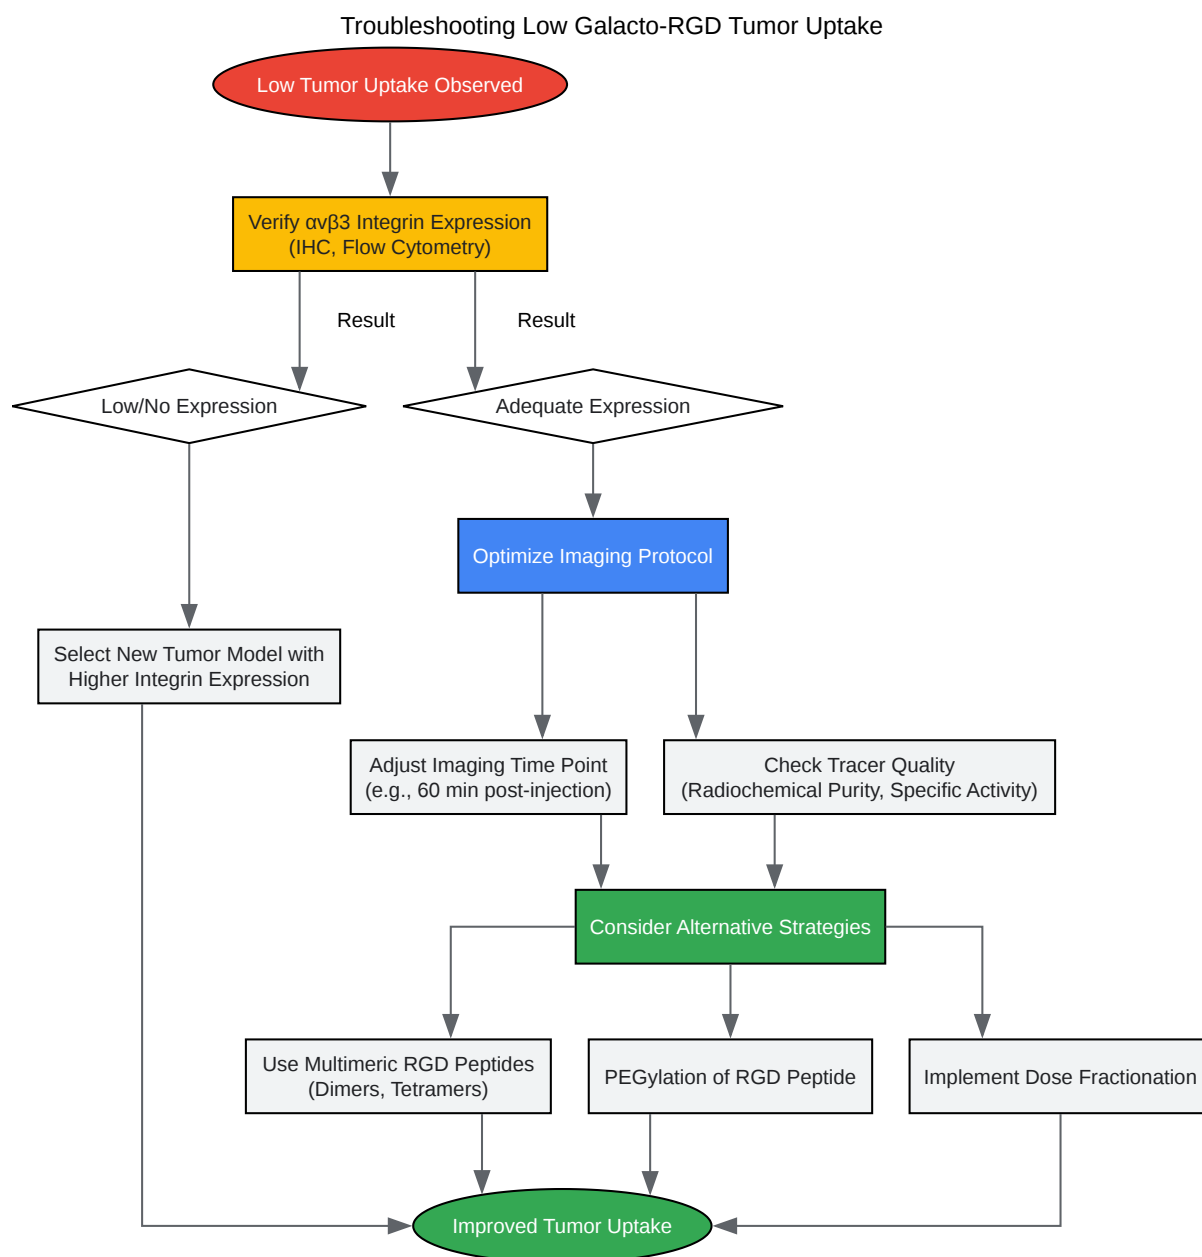 Troubleshooting Low Galacto-RGD Tumor Uptake
Low Tumor Uptake Observed
Verify αvβ3 Integrin Expression
(IHC, Flow Cytometry)
Result
Result
Low/No Expression
Adequate Expression
Optimize Imaging Protocol
Select New Tumor Model with
Higher Integrin Expression
Adjust Imaging Time Point
(e.g., 60 min post-injection)
Check Tracer Quality
(Radiochemical Purity, Specific Activity)
Consider Alternative Strategies
Use Multimeric RGD Peptides
(Dimers, Tetramers)
PEGylation of RGD Peptide
Implement Dose Fractionation
Improved Tumor Uptake